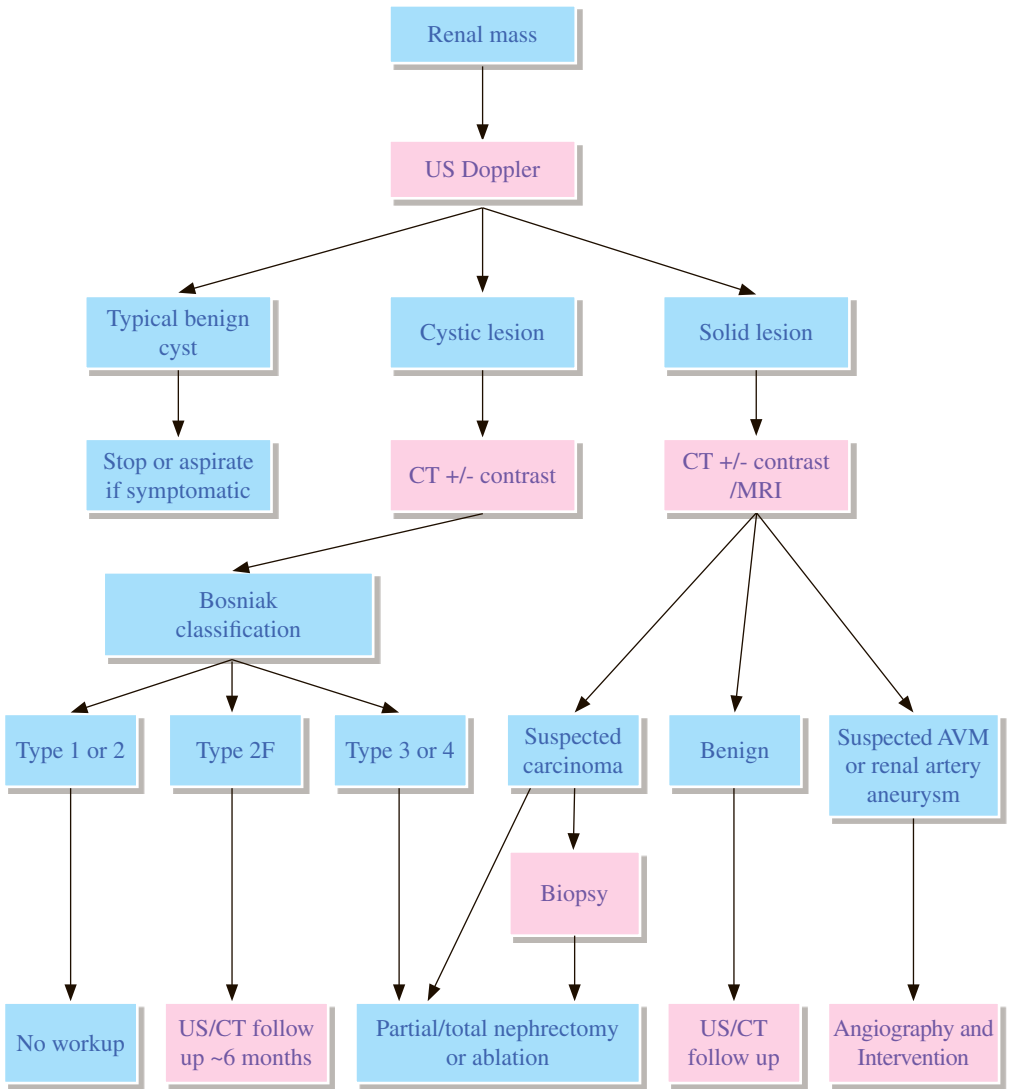 Renal mass
US Doppler
Typical benign
cyst
Cystic lesion
Solid lesion
Stop or aspirate
if symptomatic
CT +/- contrast
CT +/- contrast
/MRI
Bosniak
classification
Type 1 or 2
Type 2F
Type 3 or 4
Suspected
carcinoma
Benign
Suspected AVM
or renal artery
aneurysm
Biopsy
No workup
US/CT follow
up ~6 months
Partial/total nephrectomy
or ablation
US/CT
follow up
Angiography and
Intervention